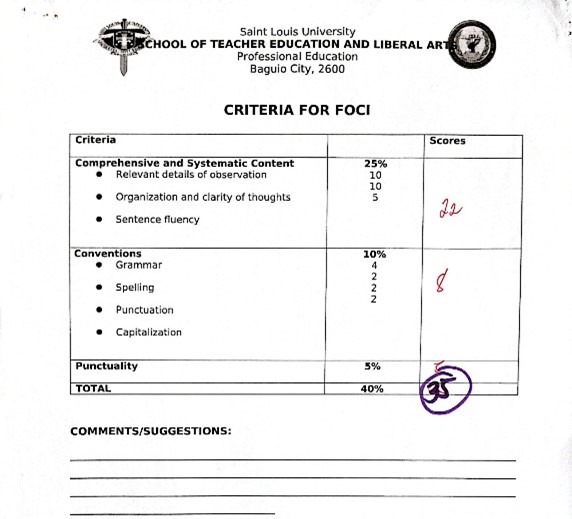 Saint Louis University
SCHOOL OF TEACHER EDUCATION AND LIBERAL ART
Professional Education
Baguio City, 2600
CRITERIA FOR FOCI
Criteria Scores
Comprehensive and Systematic Content 25%
● Relevant details of observation 10
10
● Organization and clarity of thoughts 5
● Sentence fluency
22
Conventions 10%
● Grammar 4
2
● Spelling 2
8
2
● Punctuation
● Capitalization
Punctuality 5% 5
TOTAL 40% 35
COMMENTS/SUGGESTIONS: